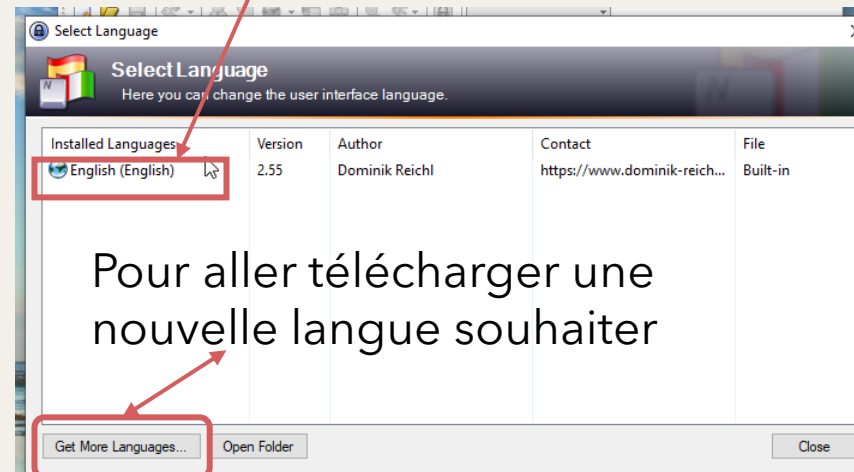 Select Language
Select Language
Here you can change the user interface language.
Installed Languages Version Author Contact File
English (English) 2.55 Dominik Reichl https://www.dominik-reich... Built-in
Pour aller télécharger une
nouvelle langue souhaiter
Get More Languages... Open Folder Close